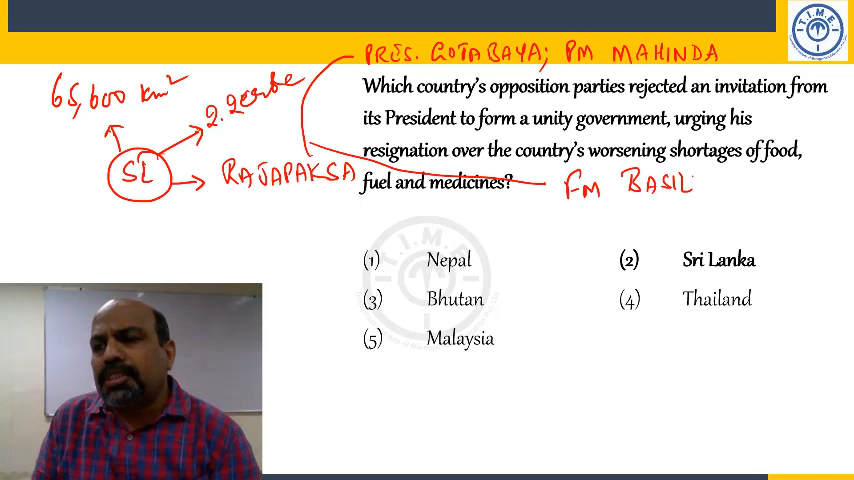 T.I.M.E.
PRES. GOTABAYA; PM MAHINDA
65,600 km²
2.2
SL
RAJAPAKSA
Which country's opposition parties rejected an invitation from
its President to form a unity government, urging his
resignation over the country's worsening shortages of food,
fuel and medicines?
FM BASIL
T.I.M.E.
(1) Nepal (2) Sri Lanka
(3) Bhutan (4) Thailand
(5) Malaysia